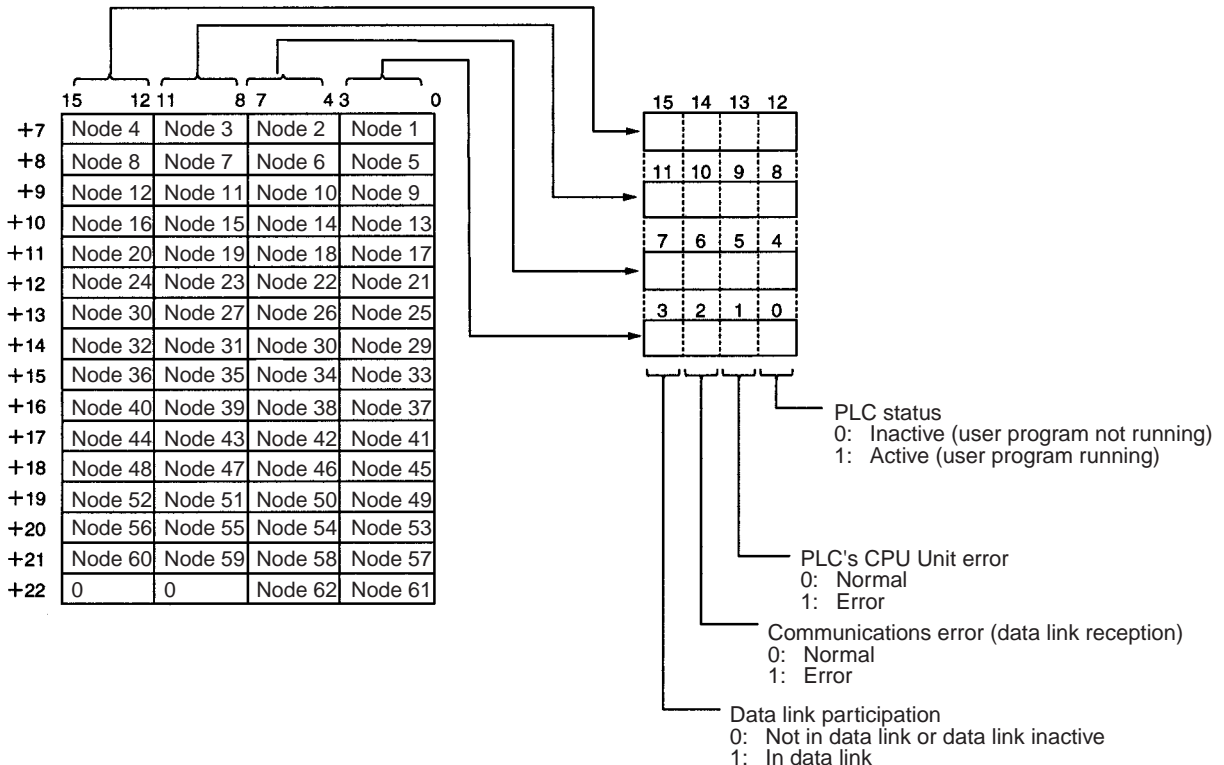 15 12 11 8 7 4 3 0
+7 Node 4 Node 3 Node 2 Node 1
+8 Node 8 Node 7 Node 6 Node 5
+9 Node 12 Node 11 Node 10 Node 9
+10 Node 16 Node 15 Node 14 Node 13
+11 Node 20 Node 19 Node 18 Node 17
+12 Node 24 Node 23 Node 22 Node 21
+13 Node 30 Node 27 Node 26 Node 25
+14 Node 32 Node 31 Node 30 Node 29
+15 Node 36 Node 35 Node 34 Node 33
+16 Node 40 Node 39 Node 38 Node 37
+17 Node 44 Node 43 Node 42 Node 41
+18 Node 48 Node 47 Node 46 Node 45
+19 Node 52 Node 51 Node 50 Node 49
+20 Node 56 Node 55 Node 54 Node 53
+21 Node 60 Node 59 Node 58 Node 57
+22 0 0 Node 62 Node 61
15 14 13 12
11 10 9 8
7 6 5 4
3 2 1 0
PLC status
0: Inactive (user program not running)
1: Active (user program running)
PLC's CPU Unit error
0: Normal
1: Error
Communications error (data link reception)
0: Normal
1: Error
Data link participation
0: Not in data link or data link inactive
1: In data link